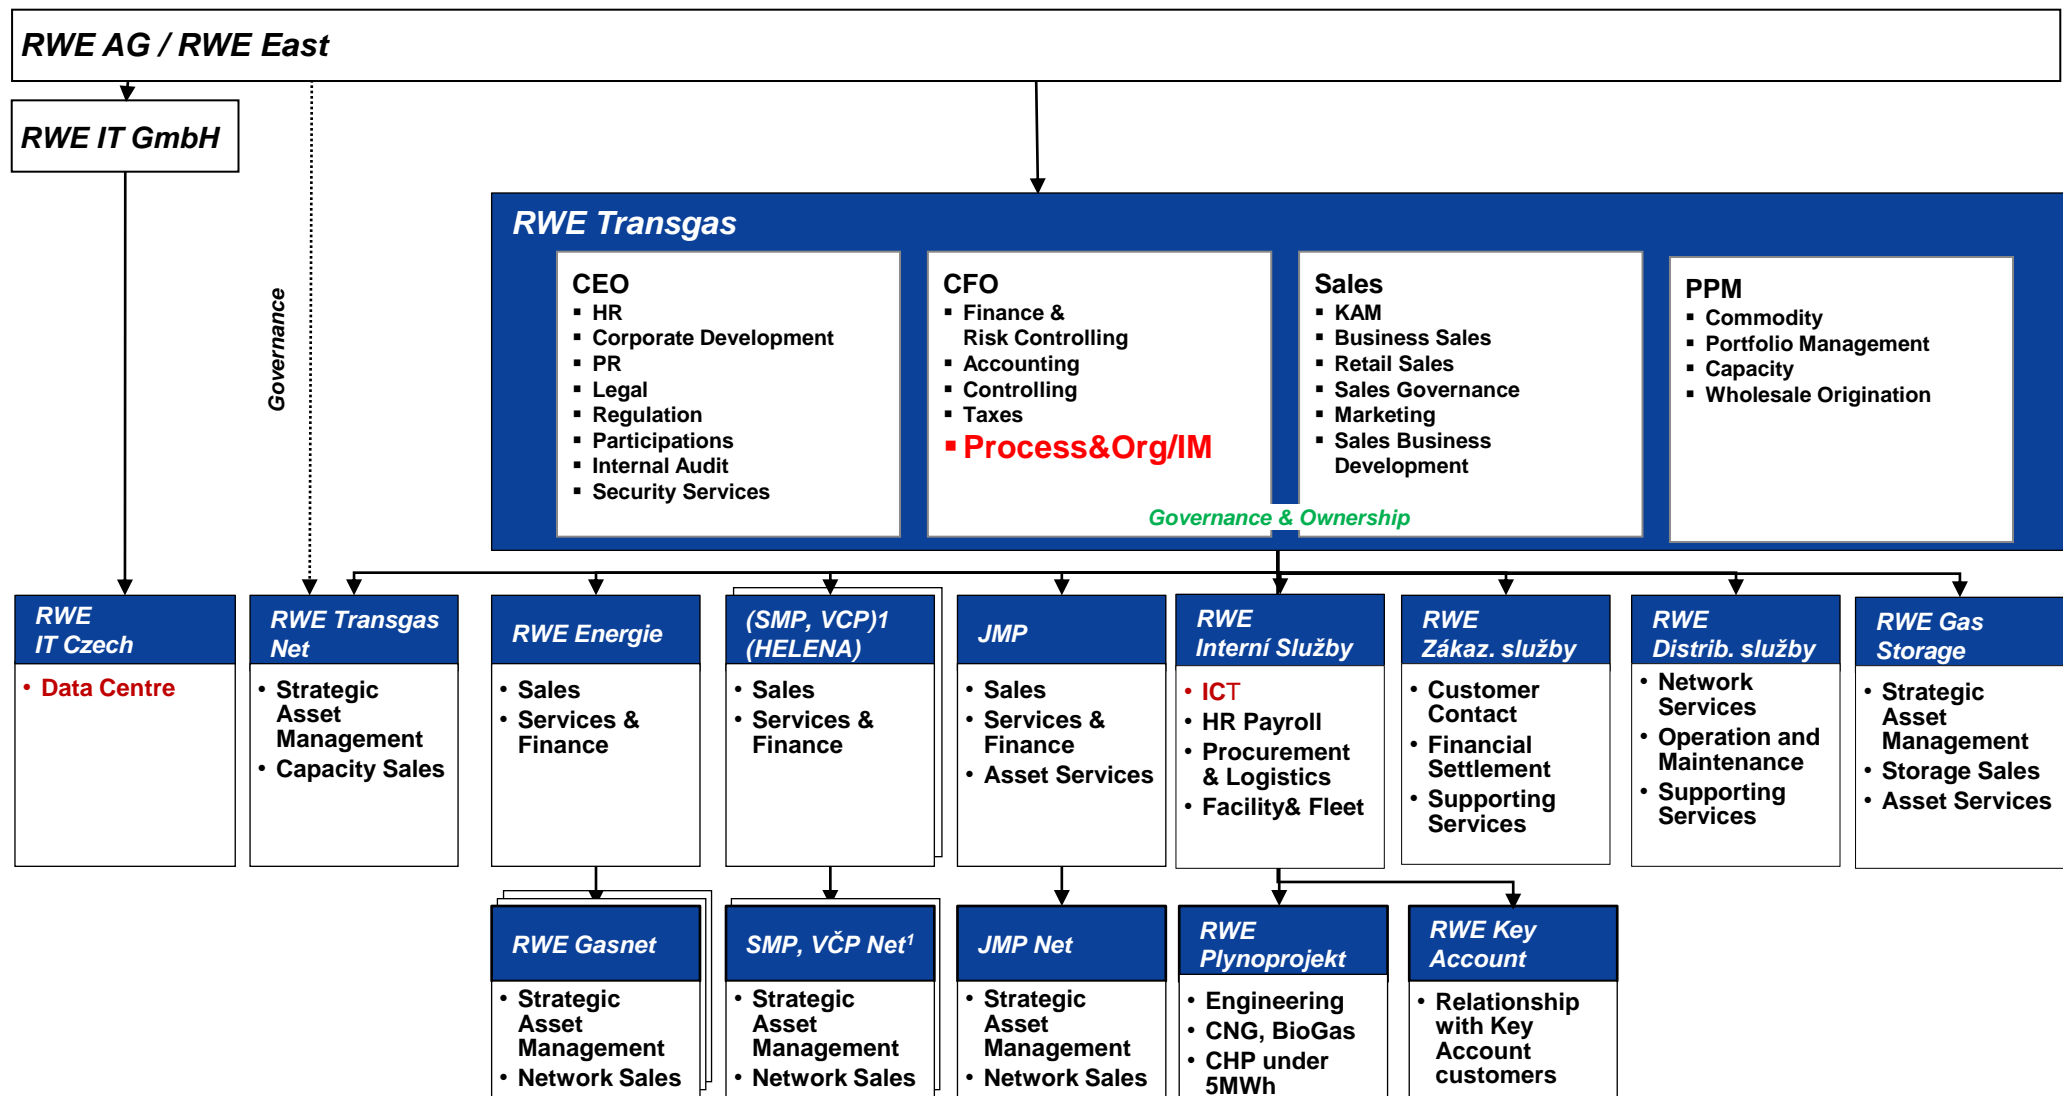 RWE AG / RWE East
RWE IT GmbH
Governance
RWE Transgas
CEO
▪ HR
▪ Corporate Development
▪ PR
▪ Legal
▪ Regulation
▪ Participations
▪ Internal Audit
▪ Security Services
CFO
▪ Finance &
Risk Controlling
▪ Accounting
▪ Controlling
▪ Taxes
▪ Process&Org/IM
Sales
▪ KAM
▪ Business Sales
▪ Retail Sales
▪ Sales Governance
▪ Marketing
▪ Sales Business
Development
PPM
▪ Commodity
▪ Portfolio Management
▪ Capacity
▪ Wholesale Origination
Governance & Ownership
RWE
IT Czech
• Data Centre
RWE Transgas
Net
• Strategic
Asset
Management
• Capacity Sales
RWE Energie
• Sales
• Services &
Finance
(SMP, VCP)1
(HELENA)
• Sales
• Services &
Finance
JMP
• Sales
• Services &
Finance
• Asset Services
RWE
Interní Služby
• ICT
• HR Payroll
• Procurement
& Logistics
• Facility& Fleet
RWE
Zákaz. služby
• Customer
Contact
• Financial
Settlement
• Supporting
Services
RWE
Distrib. služby
• Network
Services
• Operation and
Maintenance
• Supporting
Services
RWE Gas
Storage
• Strategic
Asset
Management
• Storage Sales
• Asset Services
RWE Gasnet
• Strategic
Asset
Management
• Network Sales
SMP, VČP Net¹
• Strategic
Asset
Management
• Network Sales
JMP Net
• Strategic
Asset
Management
• Network Sales
RWE
Plynoprojekt
• Engineering
• CNG, BioGas
• CHP under
5MWh
RWE Key
Account
• Relationship
with Key
Account
customers